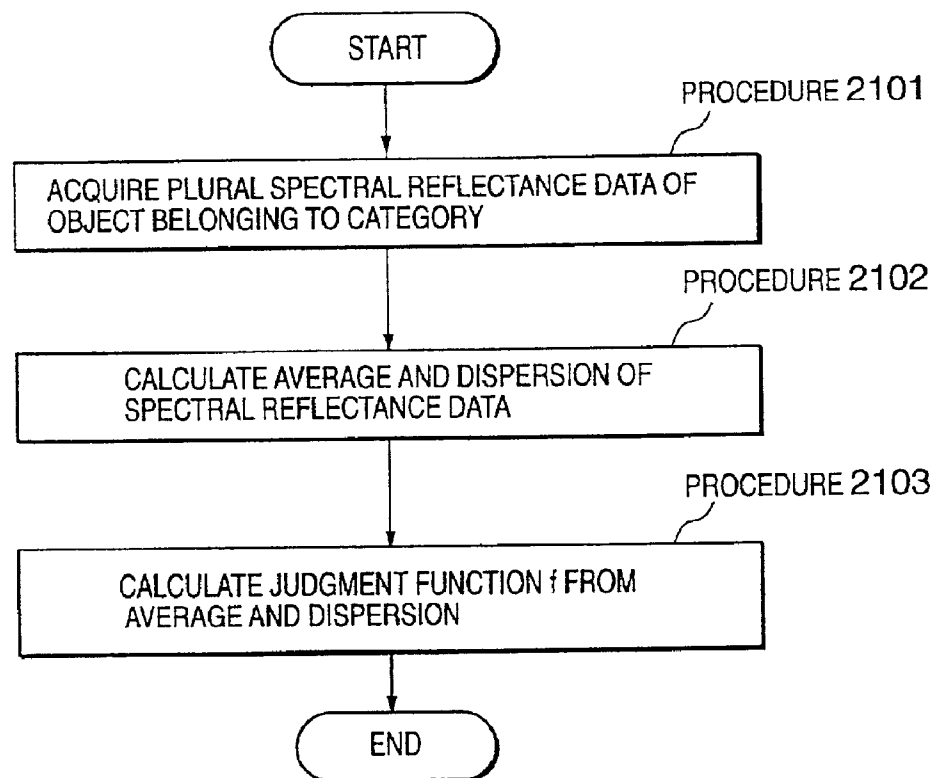 START
PROCEDURE 2101
ACQUIRE PLURAL SPECTRAL REFLECTANCE DATA OF
OBJECT BELONGING TO CATEGORY
PROCEDURE 2102
CALCULATE AVERAGE AND DISPERSION OF
SPECTRAL REFLECTANCE DATA
PROCEDURE 2103
CALCULATE JUDGMENT FUNCTION f FROM
AVERAGE AND DISPERSION
END